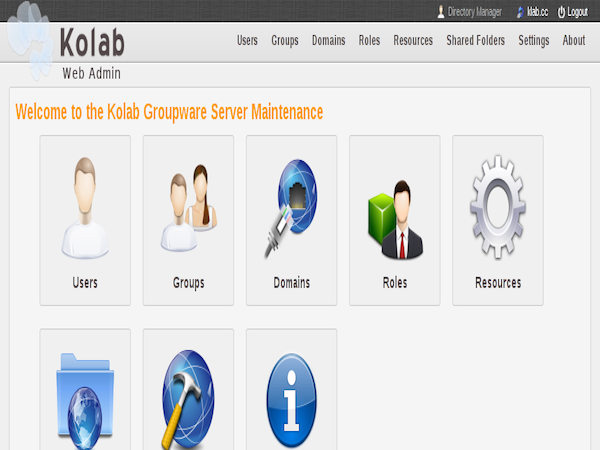 Directory Manager klab.cc Logout
Kolab
Web Admin
Users Groups Domains Roles Resources Shared Folders Settings About
Welcome to the Kolab Groupware Server Maintenance
Users Groups Domains Roles Resources